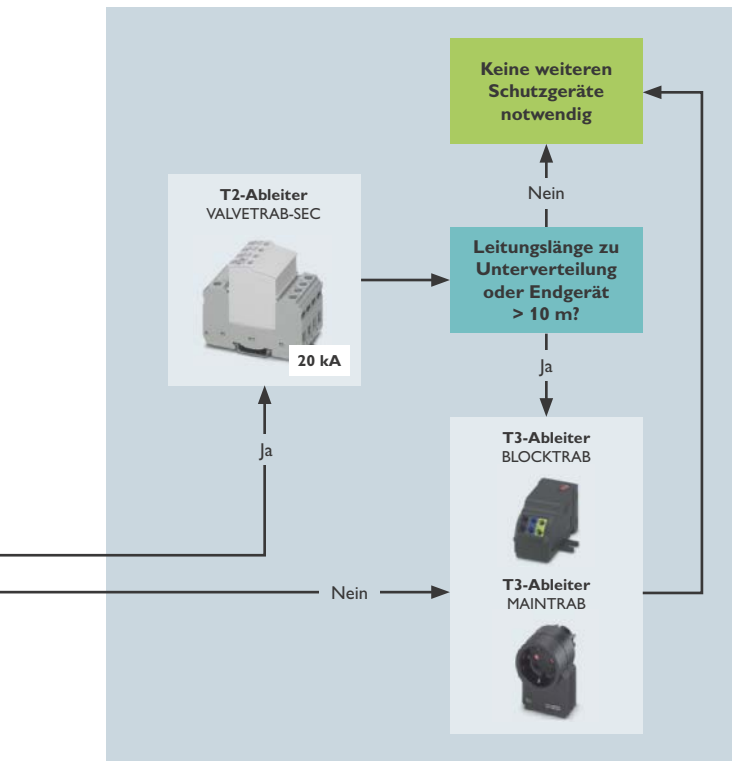 Keine weiteren
Schutzgeräte
notwendig
Nein
T2-Ableiter
VALVETRAB-SEC
20 kA
Leitungslänge zu
Unterverteilung
oder Endgerät
> 10 m?
Ja
Ja
T3-Ableiter
BLOCKTRAB
Nein
T3-Ableiter
MAINTRAB